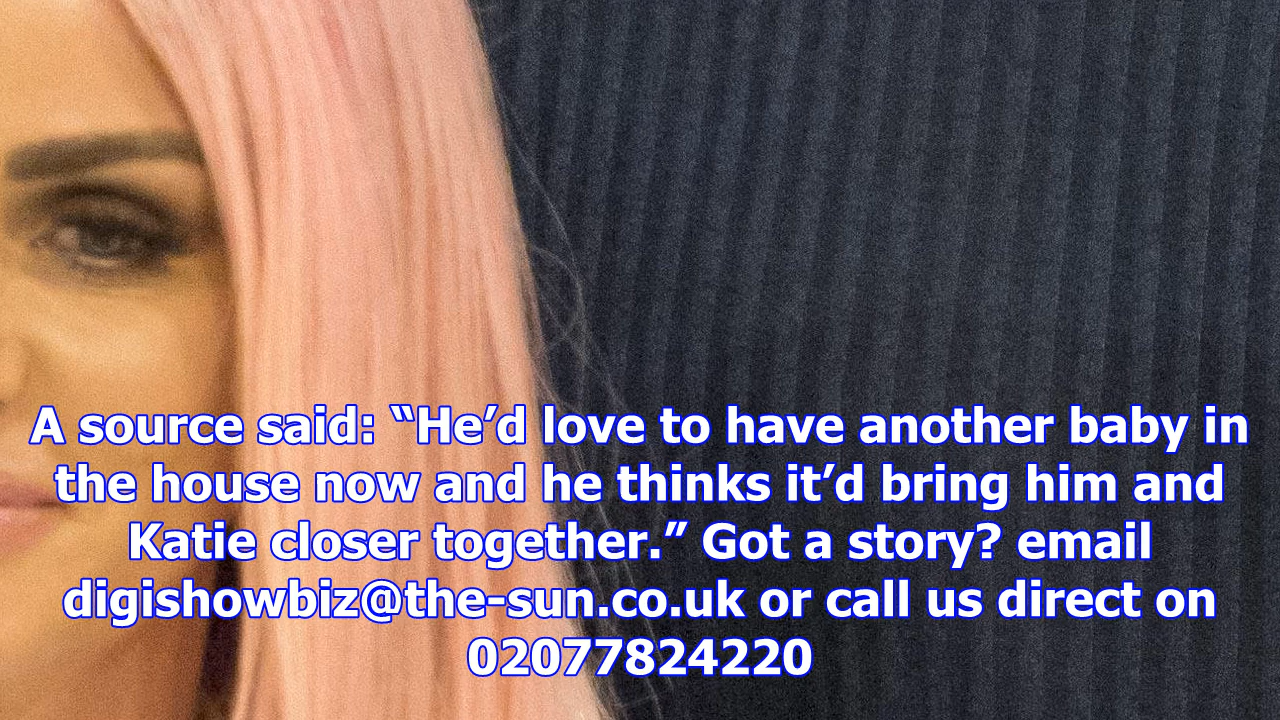 A source said: “He’d love to have another baby in
the house now and he thinks it’d bring him and
Katie closer together.” Got a story? email
digishowbiz@the-sun.co.uk or call us direct on
02077824220